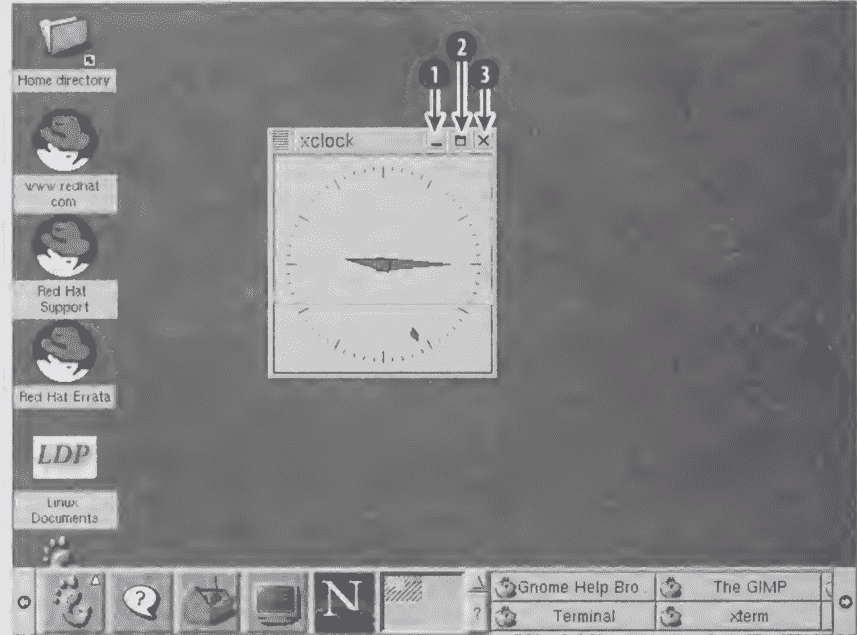 Home directory
2
1
3
xclock
www.redhat
com
Red Hat
Support
Red Hat Errata
LDP
Linux
Documents
?
N
?
Gnome Help Bro
The GIMP
Terminal
xterm